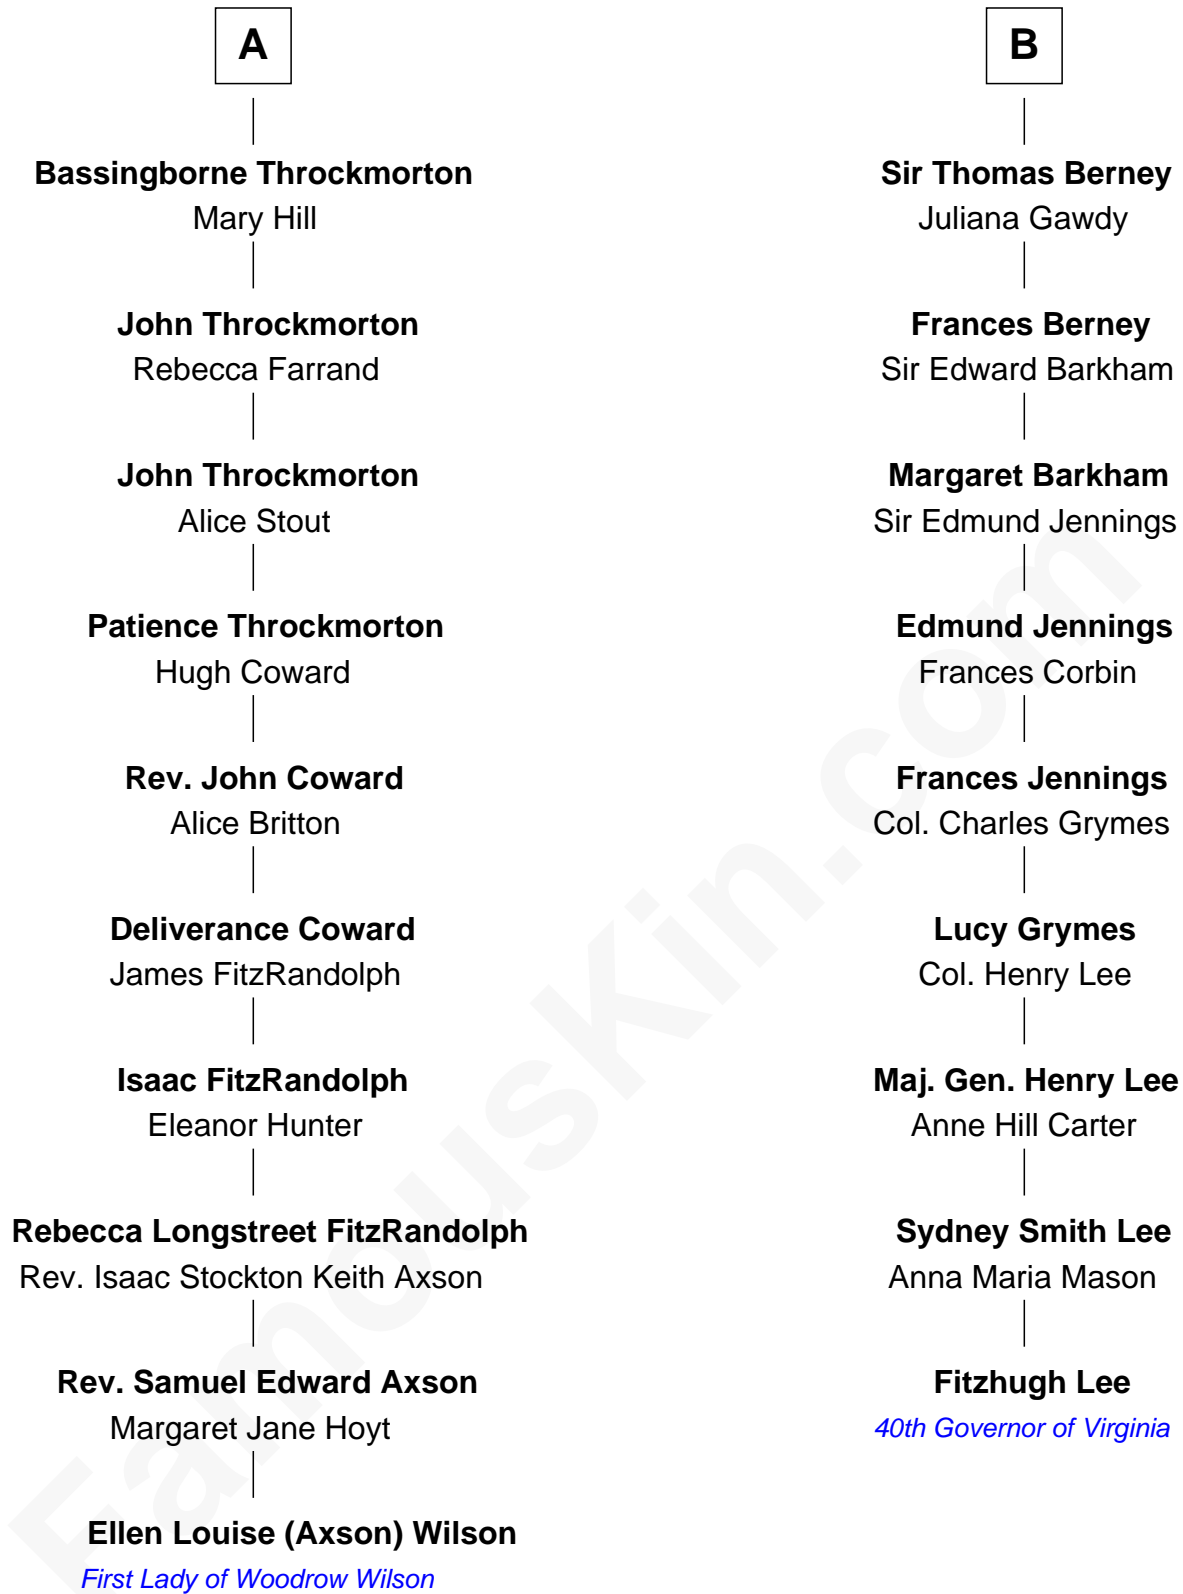 A
Bassingborne Throckmorton
Mary Hill
John Throckmorton
Rebecca Farrand
John Throckmorton
Alice Stout
Patience Throckmorton
Hugh Coward
Rev. John Coward
Alice Britton
Deliverance Coward
James FitzRandolph
Isaac FitzRandolph
Eleanor Hunter
Rebecca Longstreet FitzRandolph
Rev. Isaac Stockton Keith Axson
Rev. Samuel Edward Axson
Margaret Jane Hoyt
Ellen Louise (Axson) Wilson
First Lady of Woodrow Wilson
B
Sir Thomas Berney
Juliana Gawdy
Frances Berney
Sir Edward Barkham
Margaret Barkham
Sir Edmund Jennings
Edmund Jennings
Frances Corbin
Frances Jennings
Col. Charles Grymes
Lucy Grymes
Col. Henry Lee
Maj. Gen. Henry Lee
Anne Hill Carter
Sydney Smith Lee
Anna Maria Mason
Fitzhugh Lee
40th Governor of Virginia
FamousKin.com